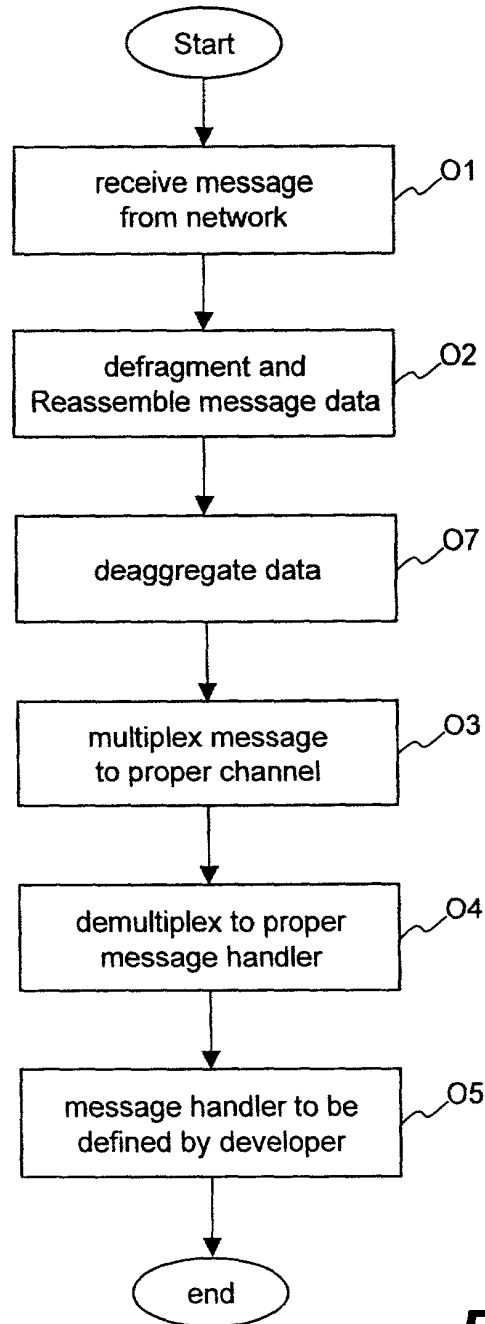 Start
receive message
from network
O1
defragment and
Reassemble message data
O2
deaggregate data
O7
multiplex message
to proper channel
O3
demultiplex to proper
message handler
O4
message handler to be
defined by developer
O5
end